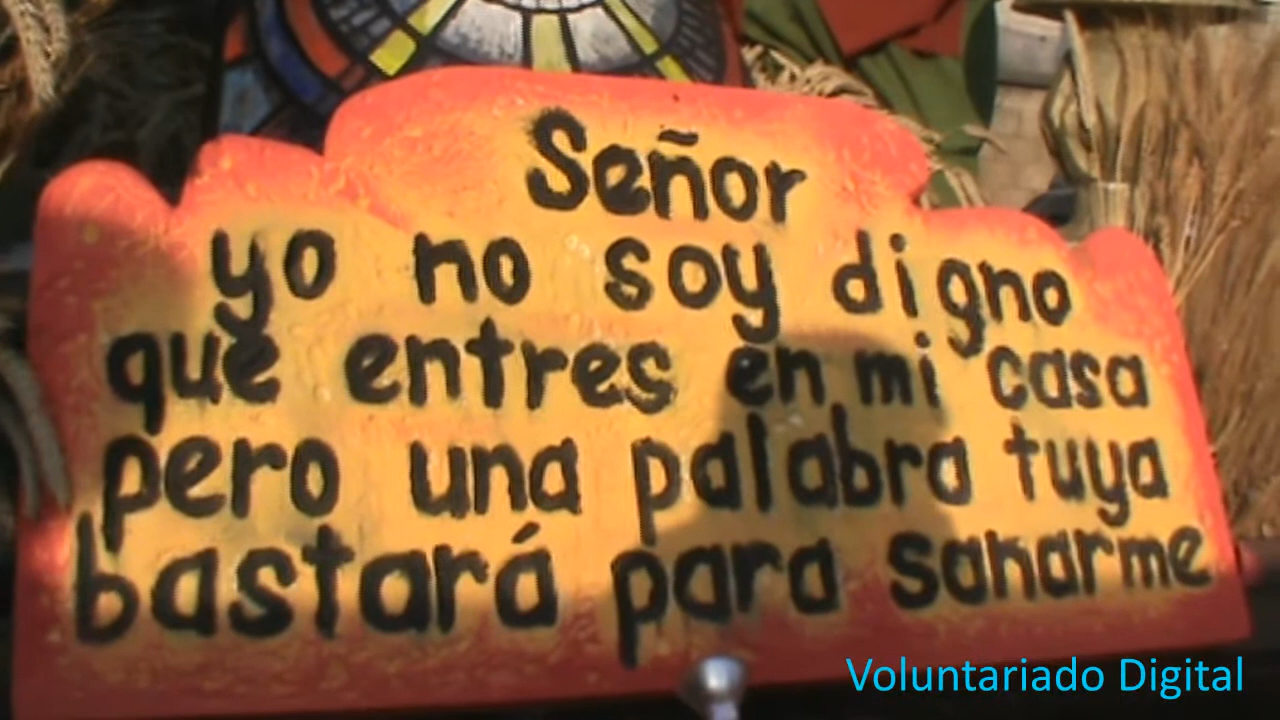 Señor
yo no soy digno
que entres en mi casa
pero una palabra tuya
bastará para sanarme
Voluntariado Digital